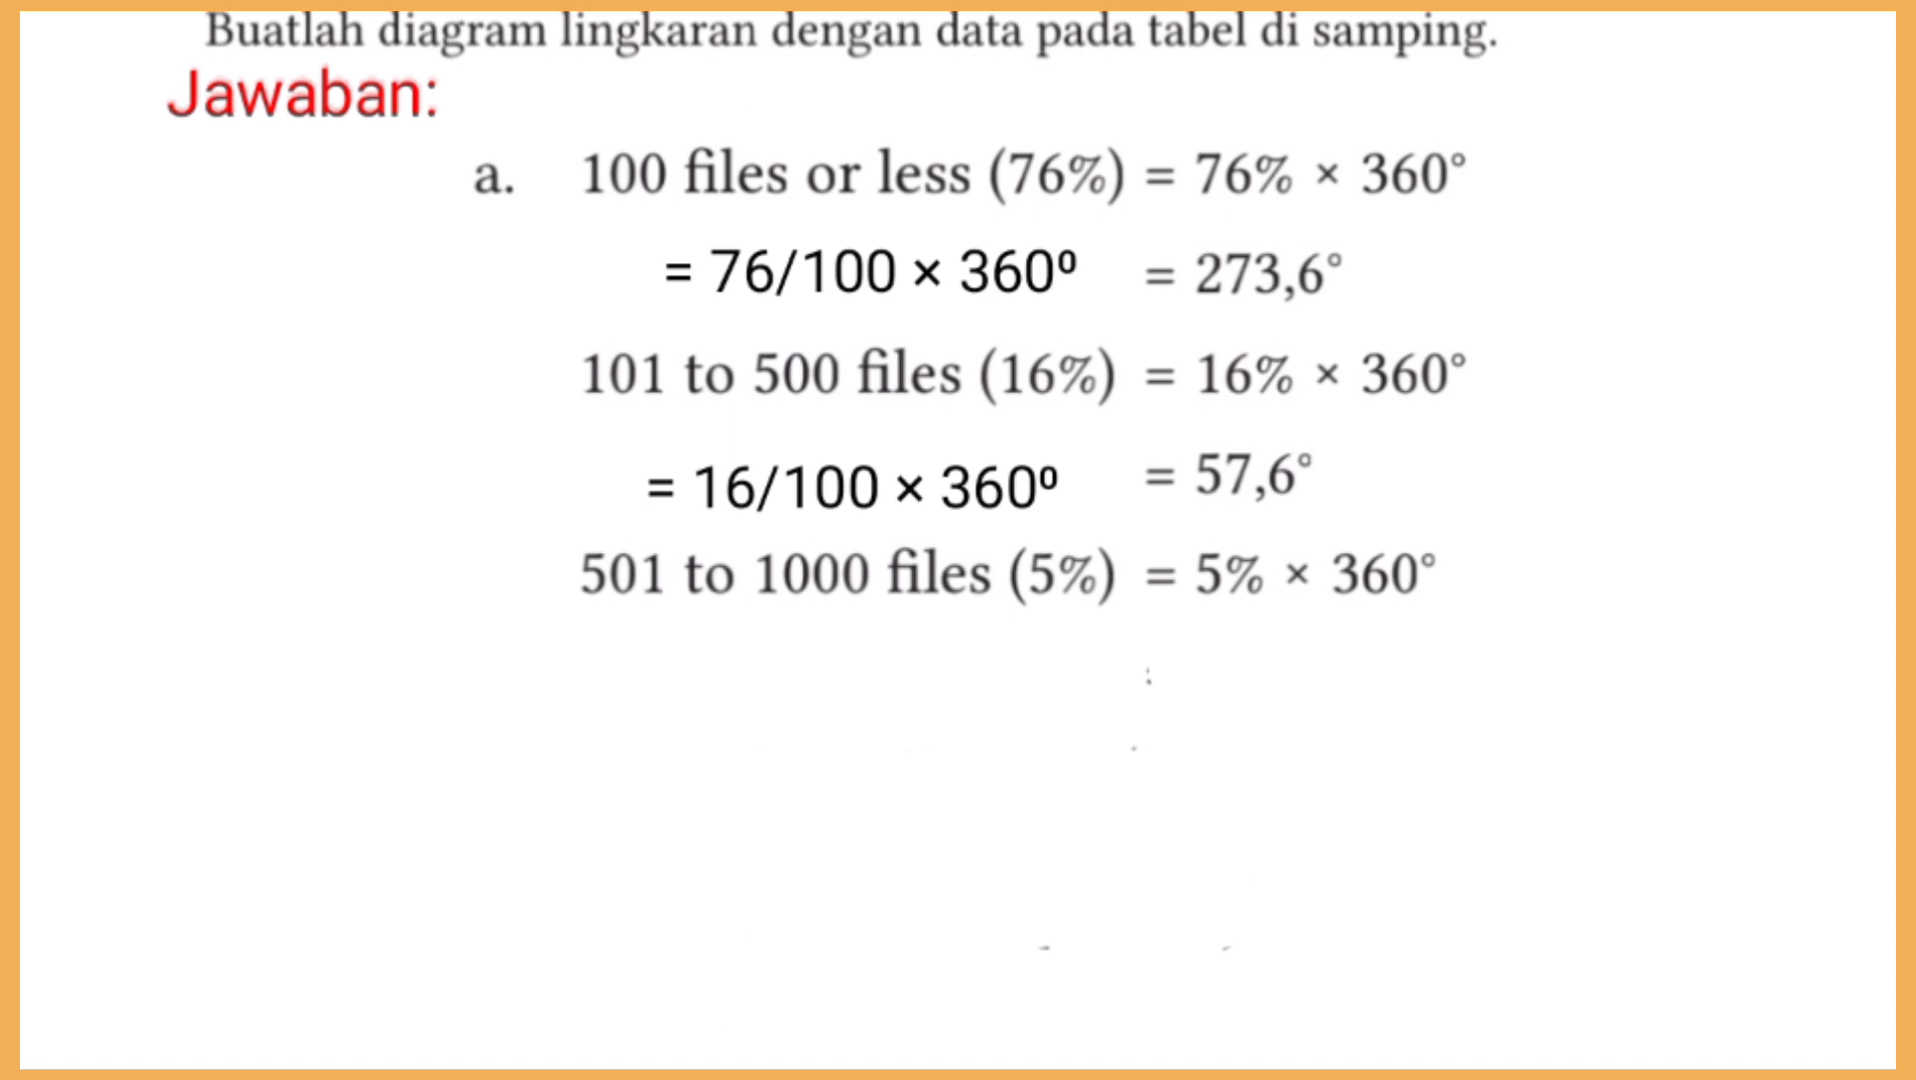 Buatlah diagram lingkaran dengan data pada tabel di samping.
Jawaban:
a. 100 files or less (76%) = 76% × 360°
= 76/100 × 360⁰ = 273,6°
101 to 500 files (16%) = 16% × 360°
= 16/100 × 360⁰ = 57,6°
501 to 1000 files (5%) = 5% × 360°